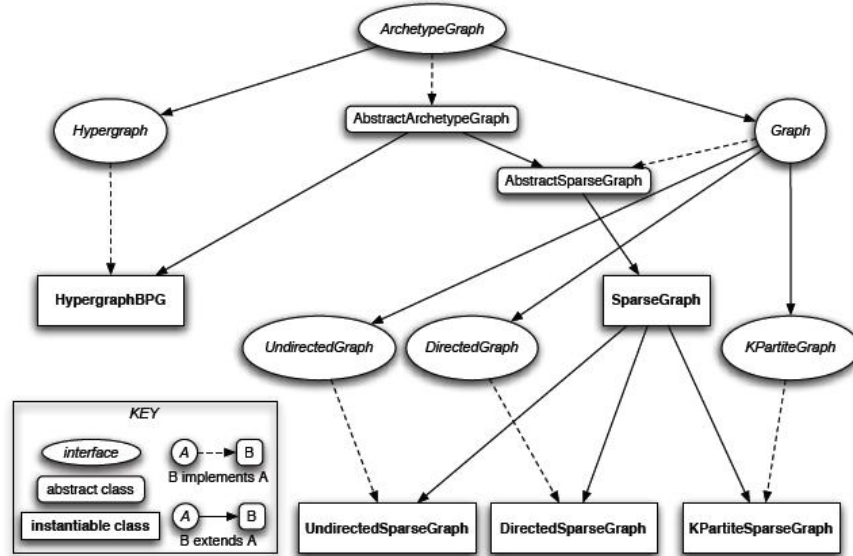 ArchetypeGraph
Hypergraph
AbstractArchetypeGraph
Graph
AbstractSparseGraph
HypergraphBPG
SparseGraph
UndirectedGraph
DirectedGraph
KPartiteGraph
KEY
interface
A
B
B implements A
abstract class
instantiable class
A
B
B extends A
UndirectedSparseGraph
DirectedSparseGraph
KPartiteSparseGraph